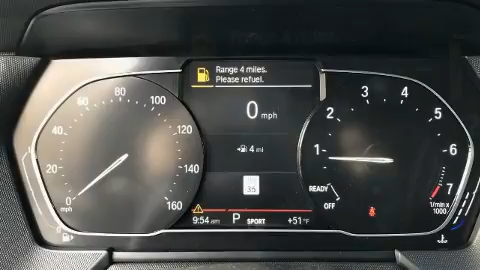 Range 4 miles.
Please refuel.
0 mph
4 mi
35
9:54 am
P
SPORT
+51 °F
0
20
40
60
80
100
120
140
160
mph
READY
OFF
1
2
3
4
5
6
7
1/min x
1000